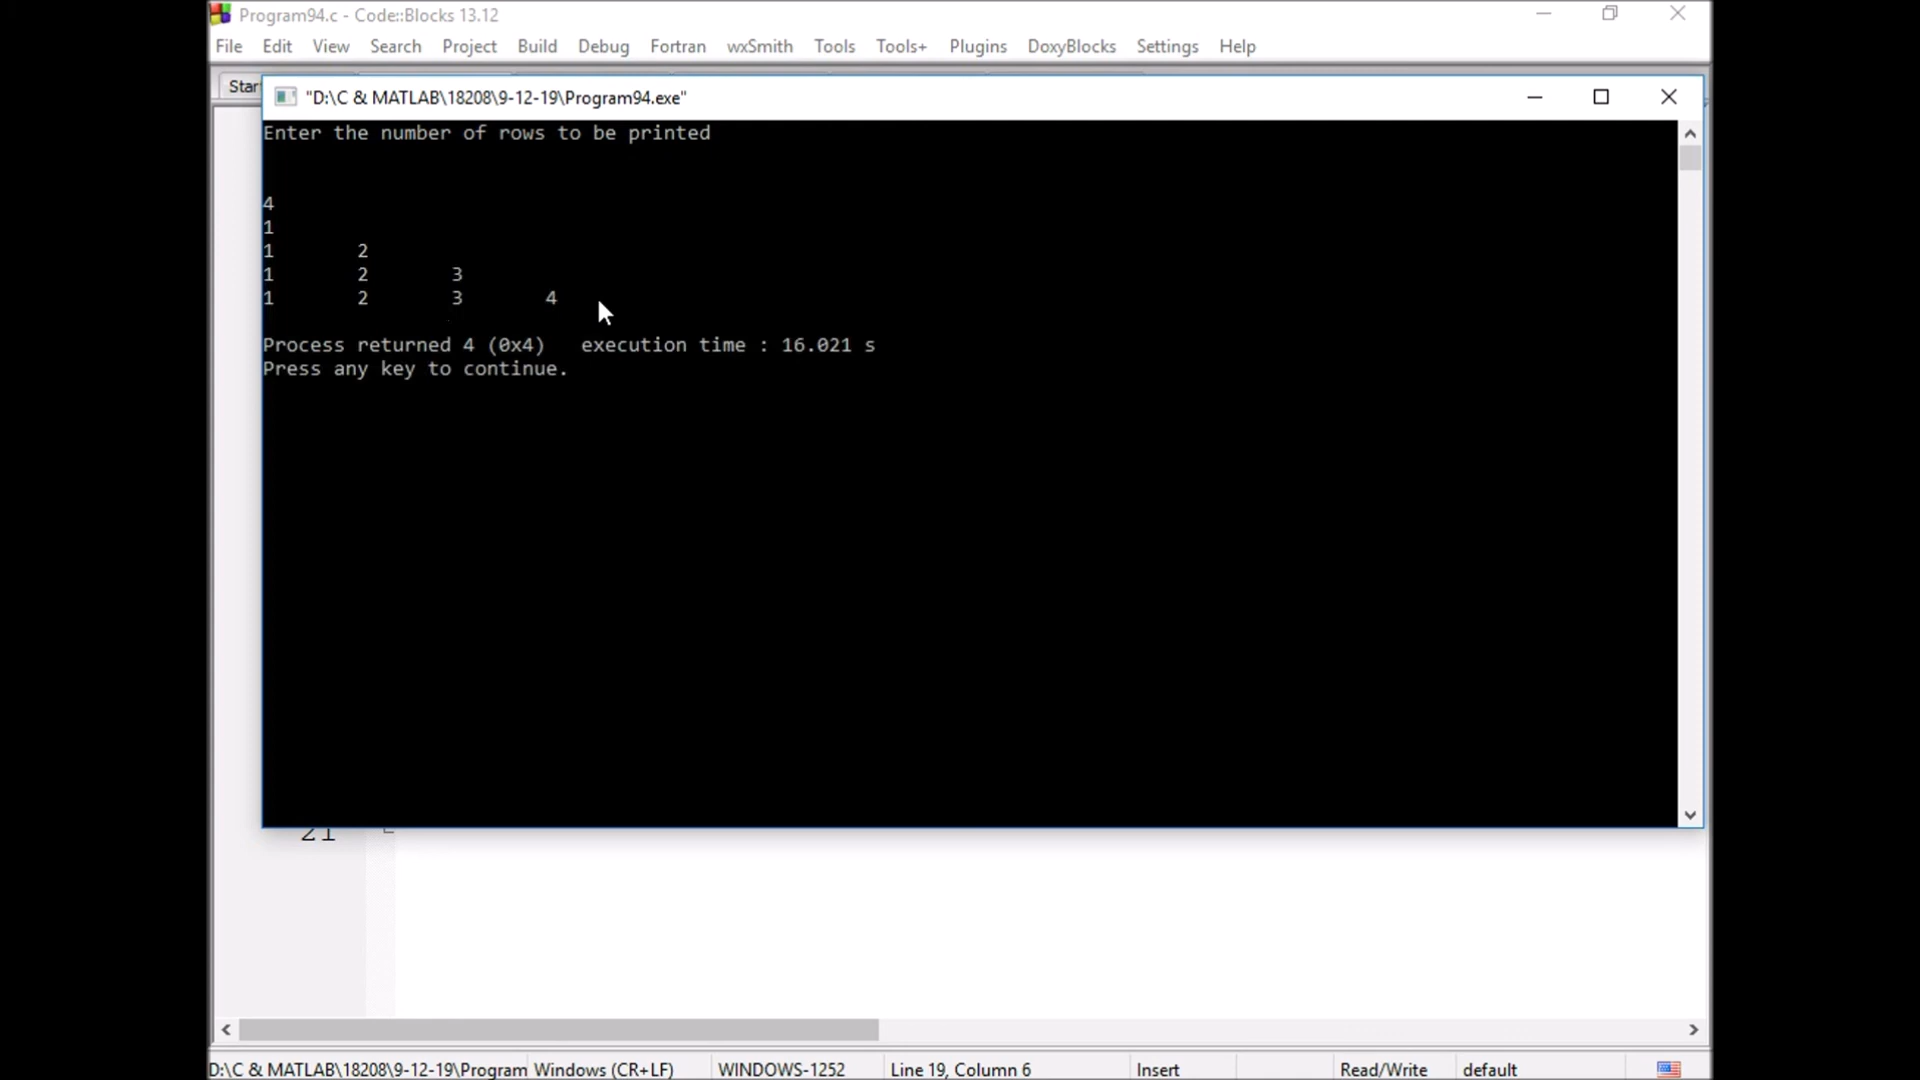 Program94.c - Code::Blocks 13.12
File Edit View Search Project Build Debug Fortran wxSmith Tools Tools+ Plugins DoxyBlocks Settings Help
Star
"D:\C & MATLAB\18208\9-12-19\Program94.exe"
Enter the number of rows to be printed
4
1
1 2
1 2 3
1 2 3 4
Process returned 4 (0x4) execution time : 16.021 s
Press any key to continue.
21
D:\C & MATLAB\18208\9-12-19\Program Windows (CR+LF) WINDOWS-1252 Line 19, Column 6 Insert Read/Write default